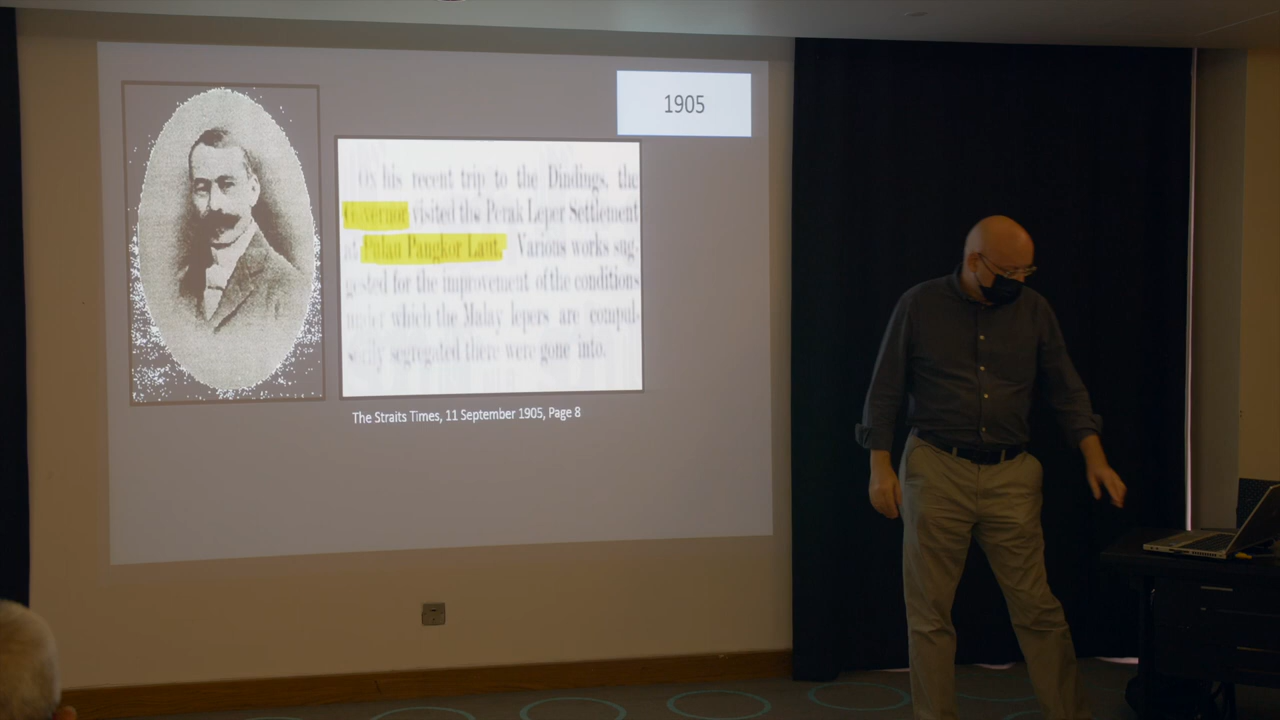 1905
On his recent trip to the Dindings, the
Governor visited the Perak Leper Settlement
at Pulau Pangkor Laut. Various works sug-
gested for the improvement of the conditions
under which the Malay lepers are compul-
sorily segregated there were gone into.
The Straits Times, 11 September 1905, Page 8